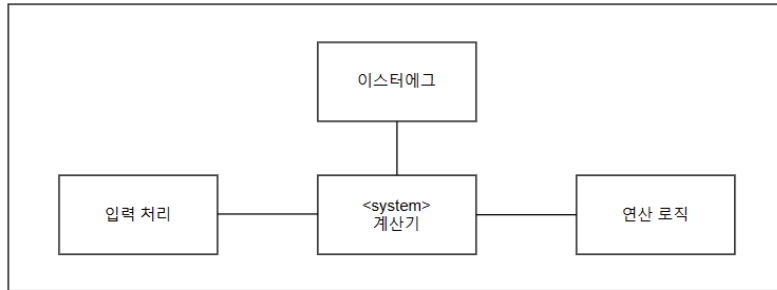 이스터에그
입력 처리
<system>
계산기
연산 로직